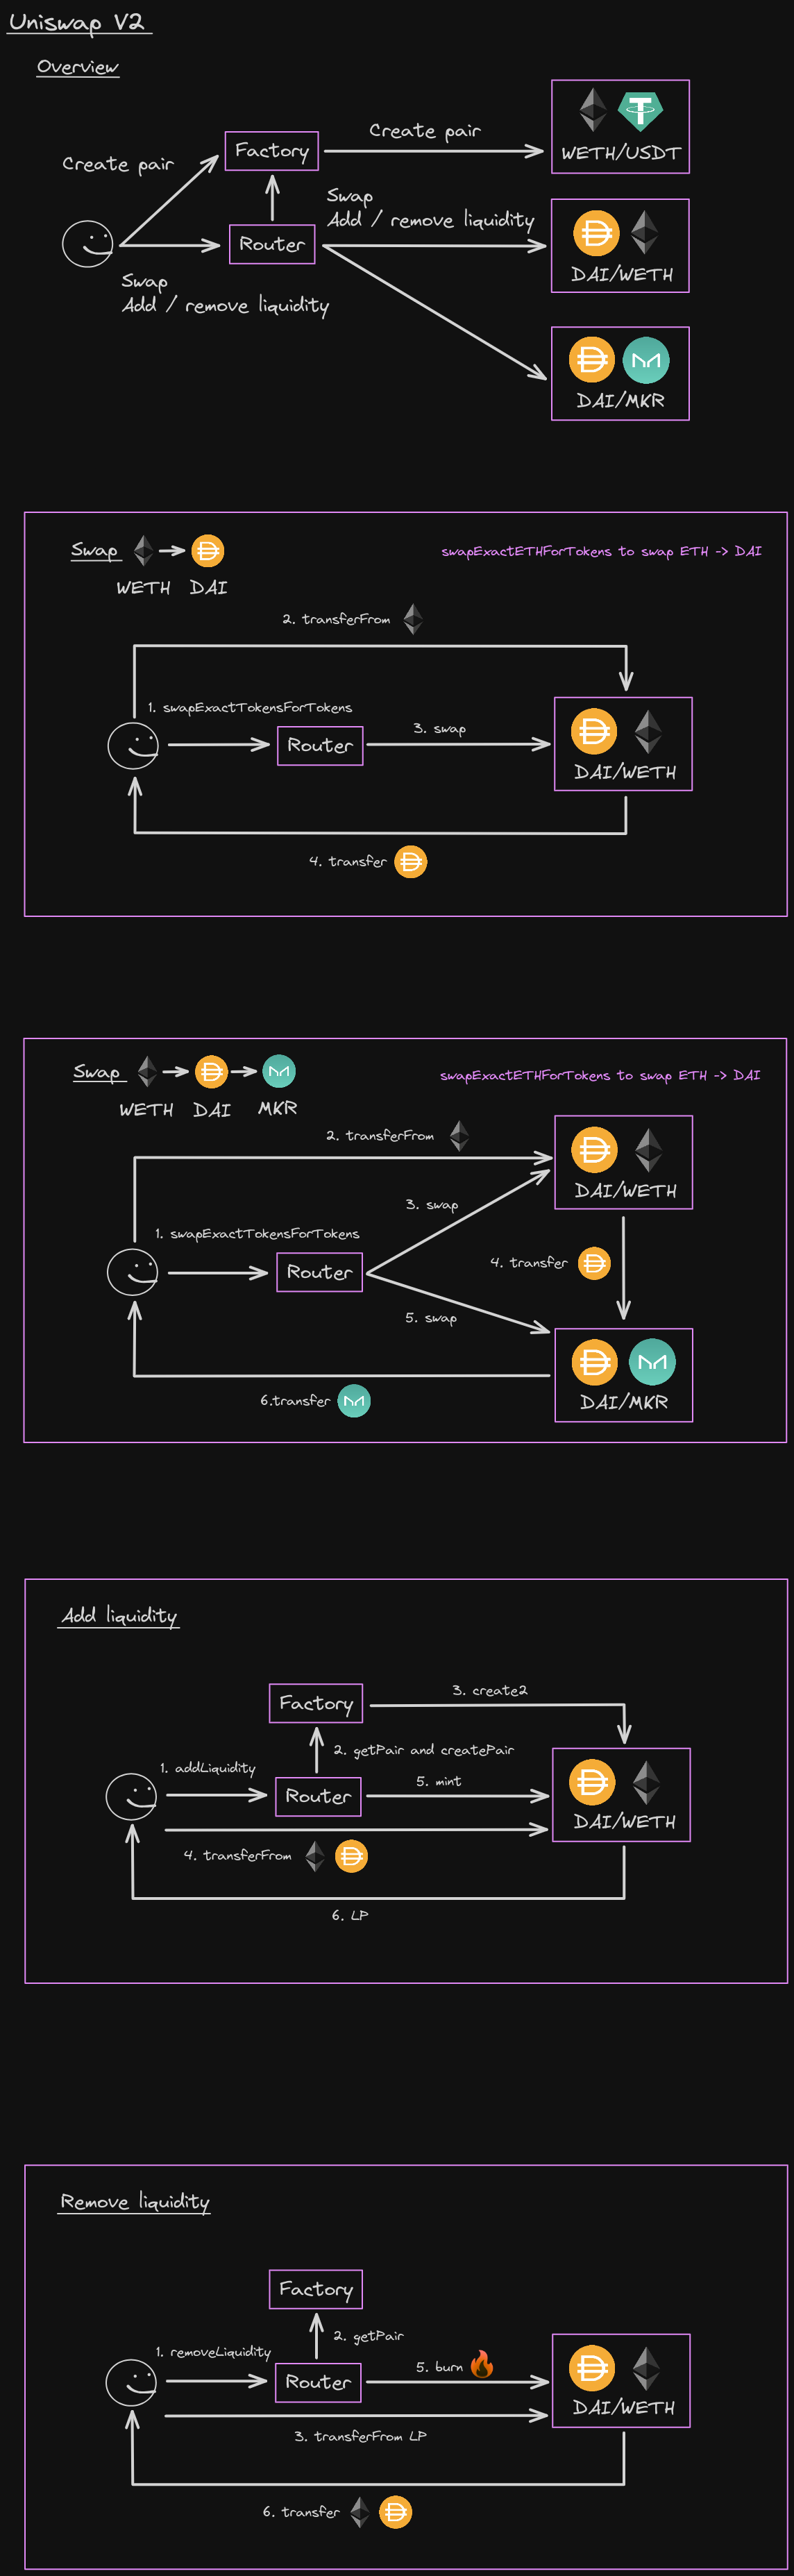 Uniswap V2
Overview
Create pair
Factory
Create pair
WETH/USDT
Swap
Add / remove liquidity
Router
DAI/WETH
Swap
Add / remove liquidity
DAI/MKR
Swap
WETH DAI
swapExactETHForTokens to swap ETH -> DAI
2. transferFrom
1. swapExactTokensForTokens
Router
3. swap
DAI/WETH
4. transfer
Swap
WETH DAI MKR
swapExactETHForTokens to swap ETH -> DAI
2. transferFrom
DAI/WETH
3. swap
1. swapExactTokensForTokens
Router
4. transfer
5. swap
DAI/MKR
6.transfer
Add liquidity
Factory
3. create2
2. getPair and createPair
1. addLiquidity
Router
5. mint
DAI/WETH
4. transferFrom
6. LP
Remove liquidity
Factory
2. getPair
1. removeLiquidity
Router
5. burn
DAI/WETH
3. transferFrom LP
6. transfer